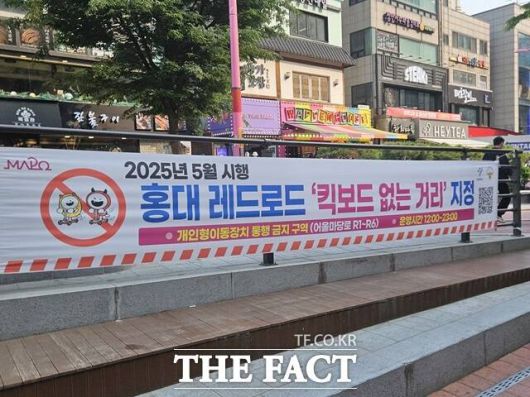 STENKA
HEYTEA
MAPO
2025년 5월 시행
홍대 레드로드 '킥보드 없는 거리' 지정
• 개인형이동장치 통행 금지 구역 (어울마당로 R1~R6)
• 운영시간 12:00~23:00
TF.CO.KR
THE FACT